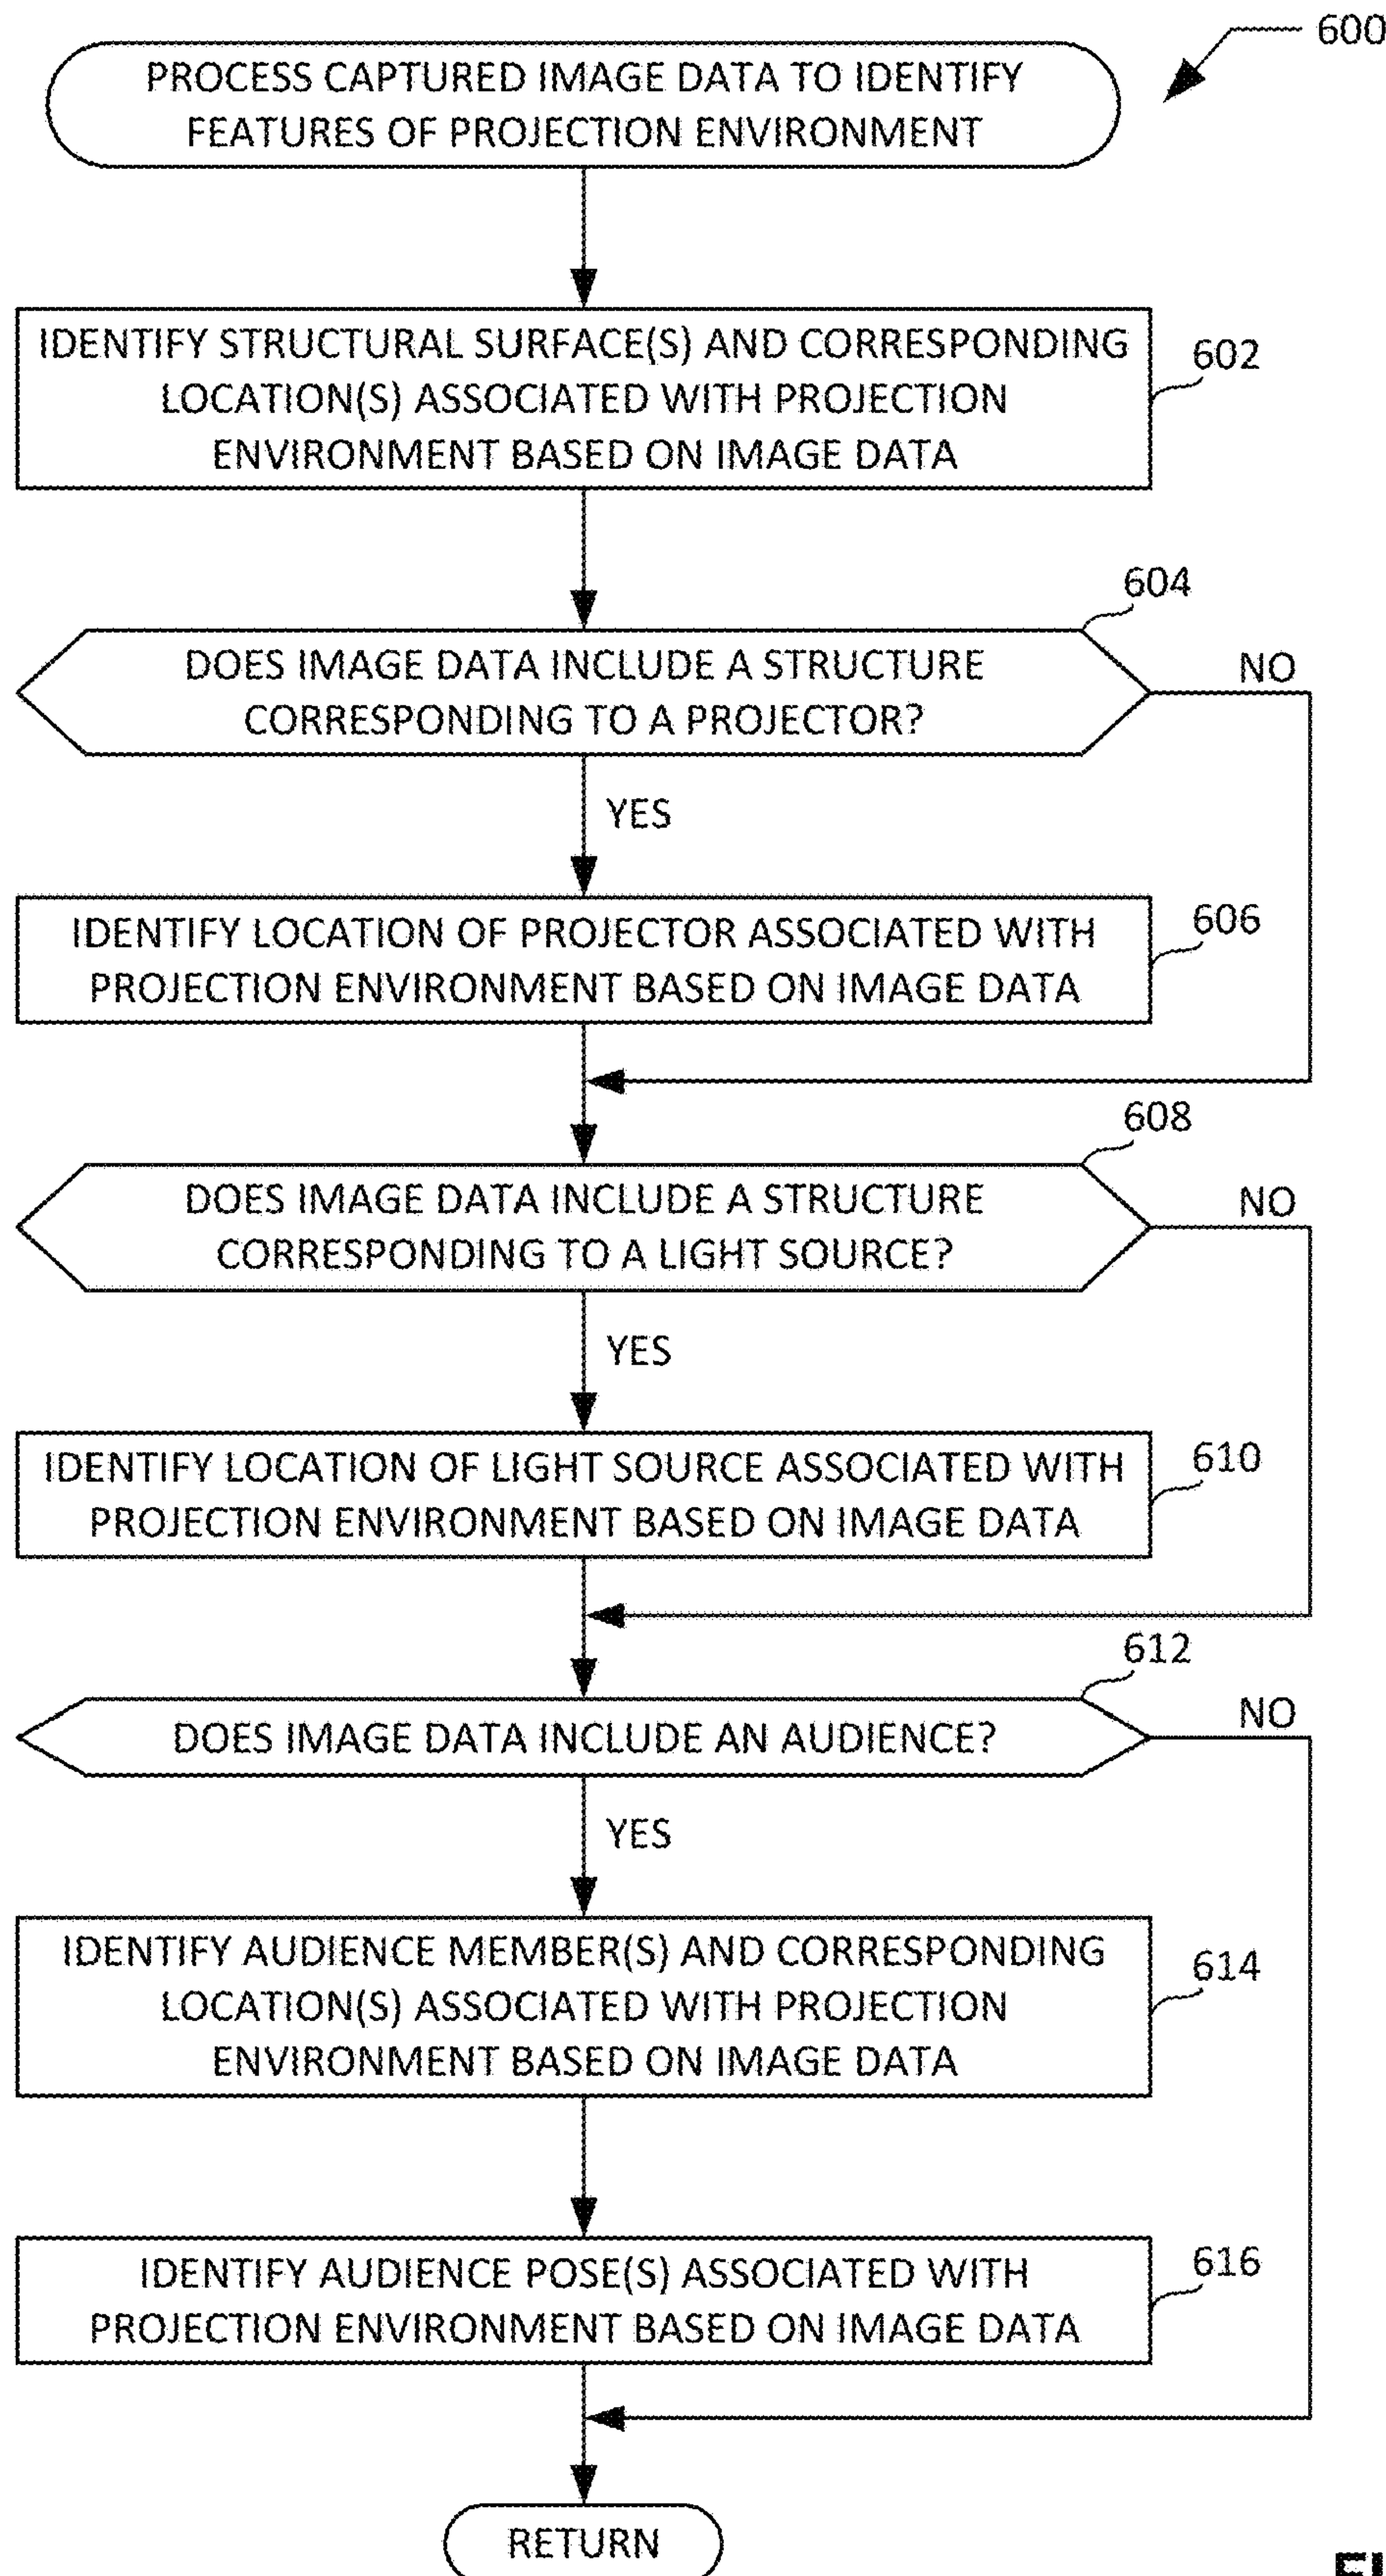 600
PROCESS CAPTURED IMAGE DATA TO IDENTIFY
FEATURES OF PROJECTION ENVIRONMENT
IDENTIFY STRUCTURAL SURFACE(S) AND CORRESPONDING
LOCATION(S) ASSOCIATED WITH PROJECTION
ENVIRONMENT BASED ON IMAGE DATA
602
604
DOES IMAGE DATA INCLUDE A STRUCTURE
CORRESPONDING TO A PROJECTOR?
NO
YES
IDENTIFY LOCATION OF PROJECTOR ASSOCIATED WITH
PROJECTION ENVIRONMENT BASED ON IMAGE DATA
606
608
DOES IMAGE DATA INCLUDE A STRUCTURE
CORRESPONDING TO A LIGHT SOURCE?
NO
YES
IDENTIFY LOCATION OF LIGHT SOURCE ASSOCIATED WITH
PROJECTION ENVIRONMENT BASED ON IMAGE DATA
610
612
DOES IMAGE DATA INCLUDE AN AUDIENCE?
NO
YES
IDENTIFY AUDIENCE MEMBER(S) AND CORRESPONDING
LOCATION(S) ASSOCIATED WITH PROJECTION
ENVIRONMENT BASED ON IMAGE DATA
614
IDENTIFY AUDIENCE POSE(S) ASSOCIATED WITH
PROJECTION ENVIRONMENT BASED ON IMAGE DATA
616
RETURN